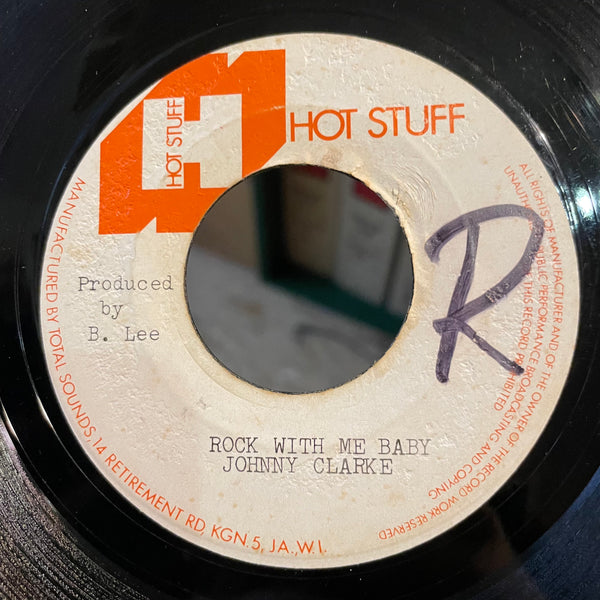 HOT STUFF
H
HOT STUFF
R
Produced
by
B. Lee
ROCK WITH ME BABY
JOHNNY CLARKE
MANUFACTURED BY TOTAL SOUNDS, 14 RETIREMENT RD, KGN. 5, JA., W.I.
ALL RIGHTS OF MANUFACTURER AND OF THE OWNER OF THE RECORD WORK RESERVED
PUBLIC PERFORMANCE BROADCASTING AND COPYING
THIS RECORD PROHIBITED